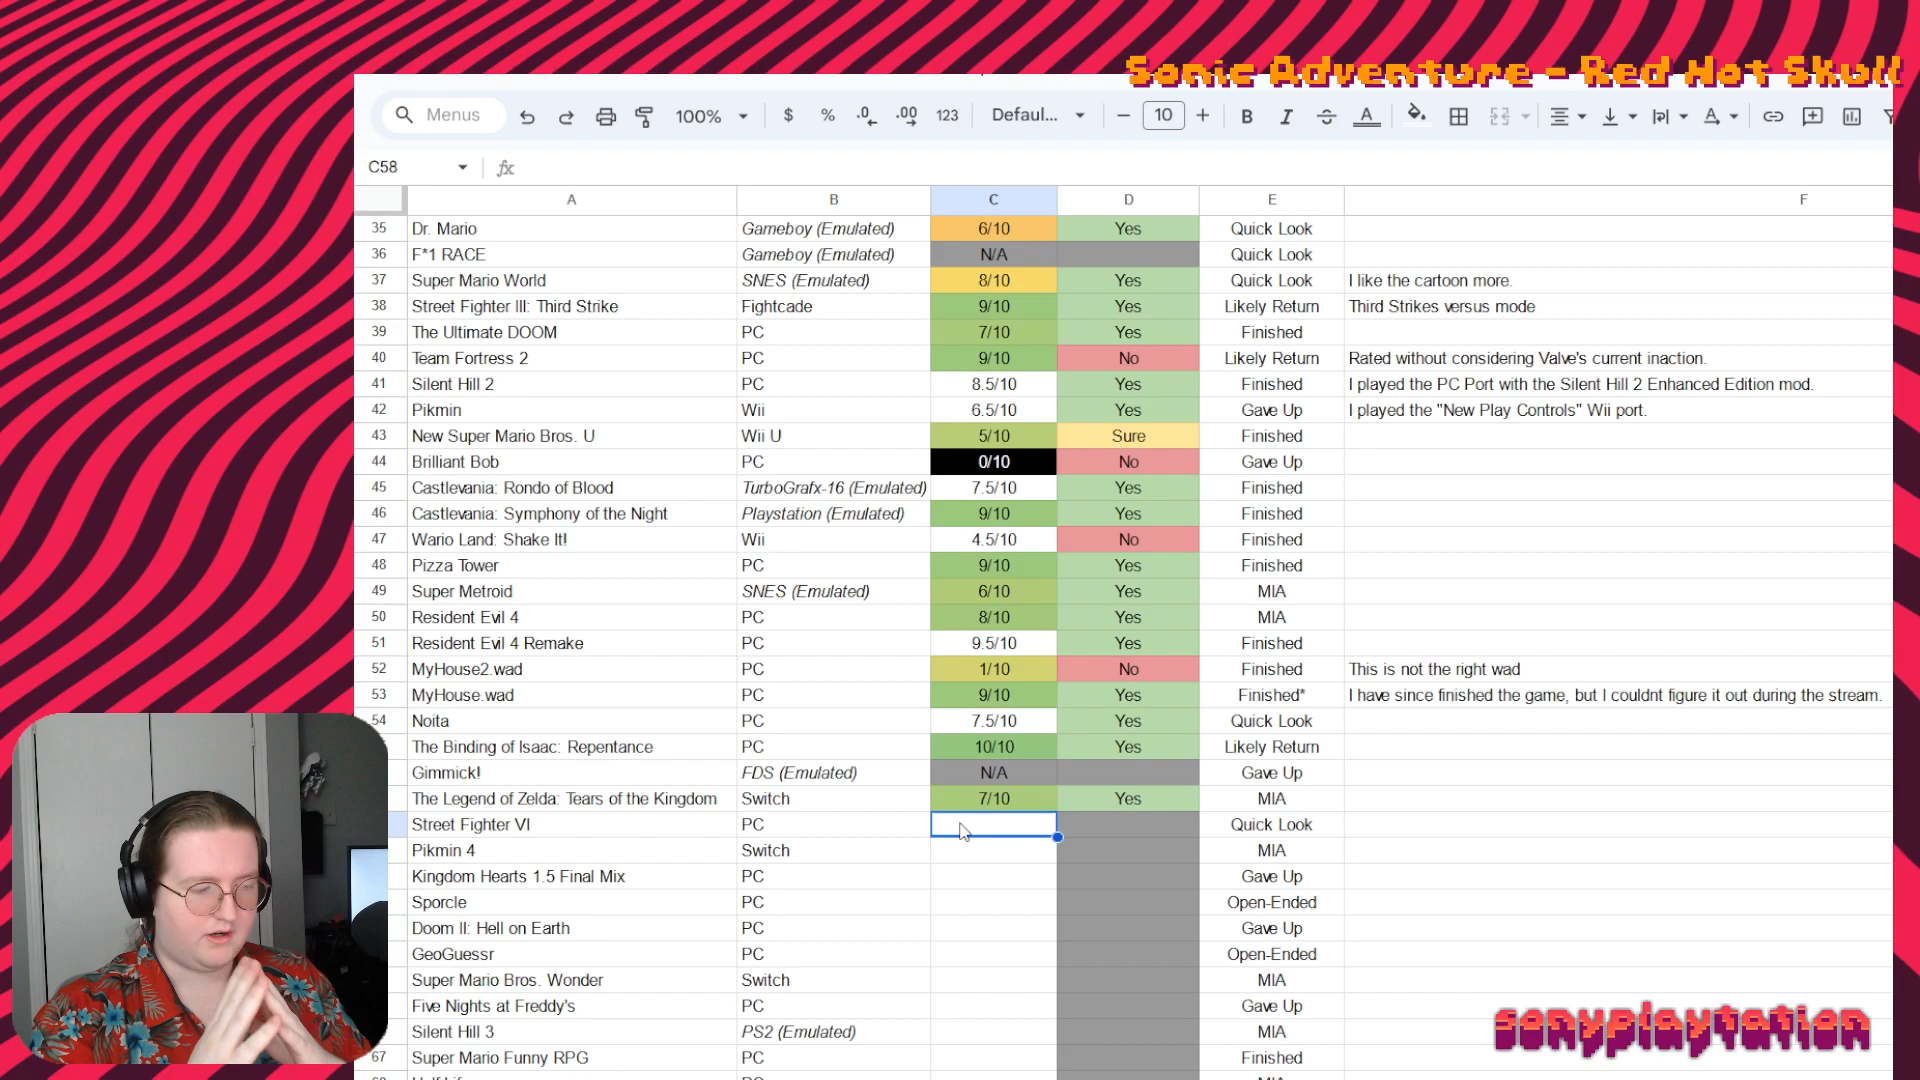 Sonic Adventure - Red Hot Skull
Menus 100% $ % .0 .00 123 Defaul... 10 B I A
C58 fx
A B C D E F
35 Dr. Mario Gameboy (Emulated) 6/10 Yes Quick Look
36 F*1 RACE Gameboy (Emulated) N/A Quick Look
37 Super Mario World SNES (Emulated) 8/10 Yes Quick Look I like the cartoon more.
38 Street Fighter III: Third Strike Fightcade 9/10 Yes Likely Return Third Strikes versus mode
39 The Ultimate DOOM PC 7/10 Yes Finished
40 Team Fortress 2 PC 9/10 No Likely Return Rated without considering Valve's current inaction.
41 Silent Hill 2 PC 8.5/10 Yes Finished I played the PC Port with the Silent Hill 2 Enhanced Edition mod.
42 Pikmin Wii 6.5/10 Yes Gave Up I played the "New Play Controls" Wii port.
43 New Super Mario Bros. U Wii U 5/10 Sure Finished
44 Brilliant Bob PC 0/10 No Gave Up
45 Castlevania: Rondo of Blood TurboGrafx-16 (Emulated) 7.5/10 Yes Finished
46 Castlevania: Symphony of the Night Playstation (Emulated) 9/10 Yes Finished
47 Wario Land: Shake It! Wii 4.5/10 No Finished
48 Pizza Tower PC 9/10 Yes Finished
49 Super Metroid SNES (Emulated) 6/10 Yes MIA
50 Resident Evil 4 PC 8/10 Yes MIA
51 Resident Evil 4 Remake PC 9.5/10 Yes Finished
52 MyHouse2.wad PC 1/10 No Finished This is not the right wad
53 MyHouse.wad PC 9/10 Yes Finished* I have since finished the game, but I couldnt figure it out during the stream.
54 Noita PC 7.5/10 Yes Quick Look
The Binding of Isaac: Repentance PC 10/10 Yes Likely Return
Gimmick! FDS (Emulated) N/A Gave Up
The Legend of Zelda: Tears of the Kingdom Switch 7/10 Yes MIA
Street Fighter VI PC Quick Look
Pikmin 4 Switch MIA
Kingdom Hearts 1.5 Final Mix PC Gave Up
Sporcle PC Open-Ended
Doom II: Hell on Earth PC Gave Up
GeoGuessr PC Open-Ended
Super Mario Bros. Wonder Switch MIA
Five Nights at Freddy's PC Gave Up
Silent Hill 3 PS2 (Emulated) MIA
67 Super Mario Funny RPG PC Finished
sonyplaytation